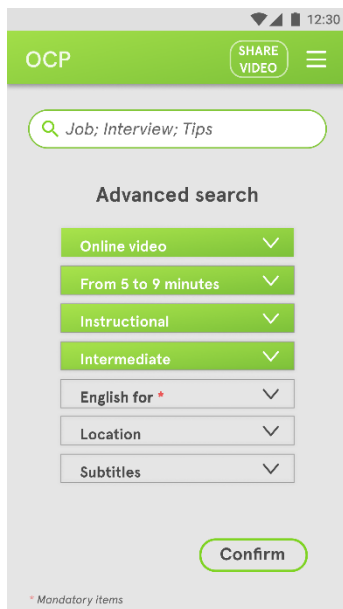 12:30
OCP
SHARE
VIDEO
Job; Interview; Tips
Advanced search
Online video
From 5 to 9 minutes
Instructional
Intermediate
English for *
Location
Subtitles
Confirm
* Mandatory items